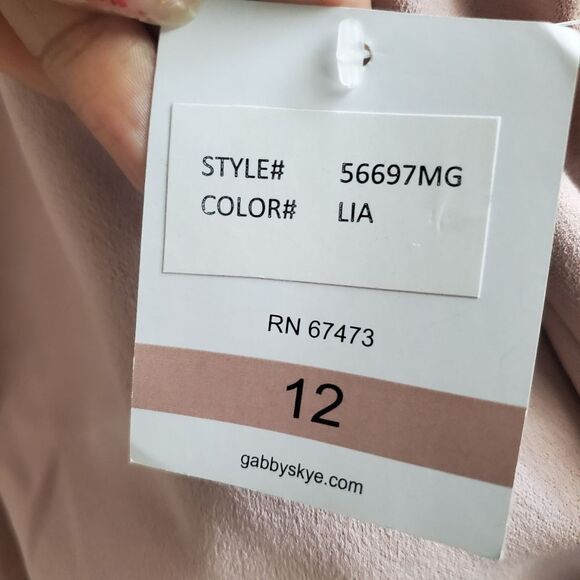 STYLE# 56697MG
COLOR# LIA
RN 67473
12
gabbyskye.com